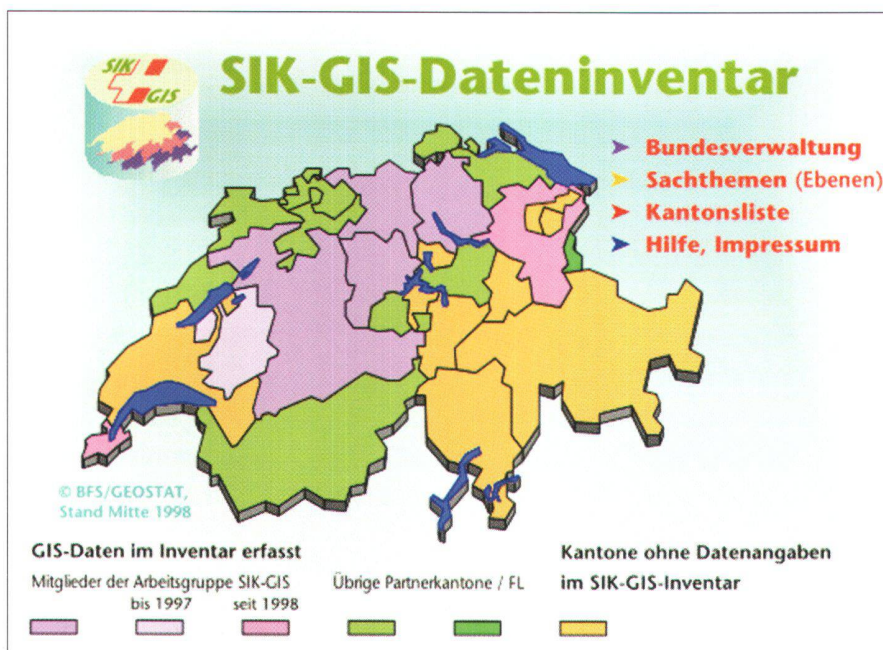 SIK
GIS
SIK-GIS-Dateninventar
Bundesverwaltung
Sachthemen (Ebenen)
Kantonsliste
Hilfe, Impressum
© BFS/GEOSTAT,
Stand Mitte 1998
GIS-Daten im Inventar erfasst
Mitglieder der Arbeitsgruppe SIK-GIS
bis 1997
seit 1998
Übrige Partnerkantone / FL
Kantone ohne Datenangaben
im SIK-GIS-Inventar